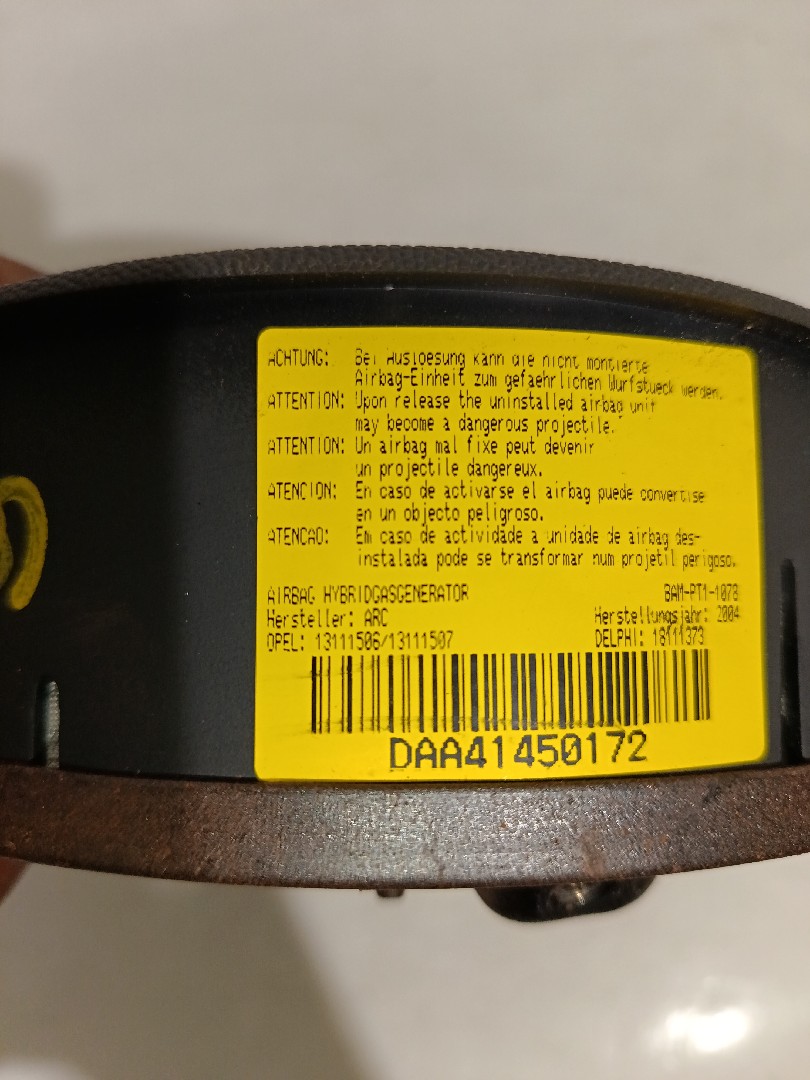 ACHTUNG: Bei Ausloesung kann die nicht montierte
Airbag-Einheit zum gefaehrlichen Wurfstueck werden.
ATTENTION: Upon release the uninstalled airbag unit
may become a dangerous projectile.
ATTENTION: Un airbag mal fixe peut devenir
un projectile dangereux.
ATENCION: En caso de activarse el airbag puede convertise
en un objecto peligroso.
ATENCAO: Em caso de actividade a unidade de airbag des-
instalada pode se transformar num projetil perigoso.
AIRBAG HYBRIDGASGENERATOR BAM-PT1-1078
Hersteller: ARC Herstellungsjahr: 2004
OPEL: 13111506/13111507 DELPHI: 18111373
DAA41450172